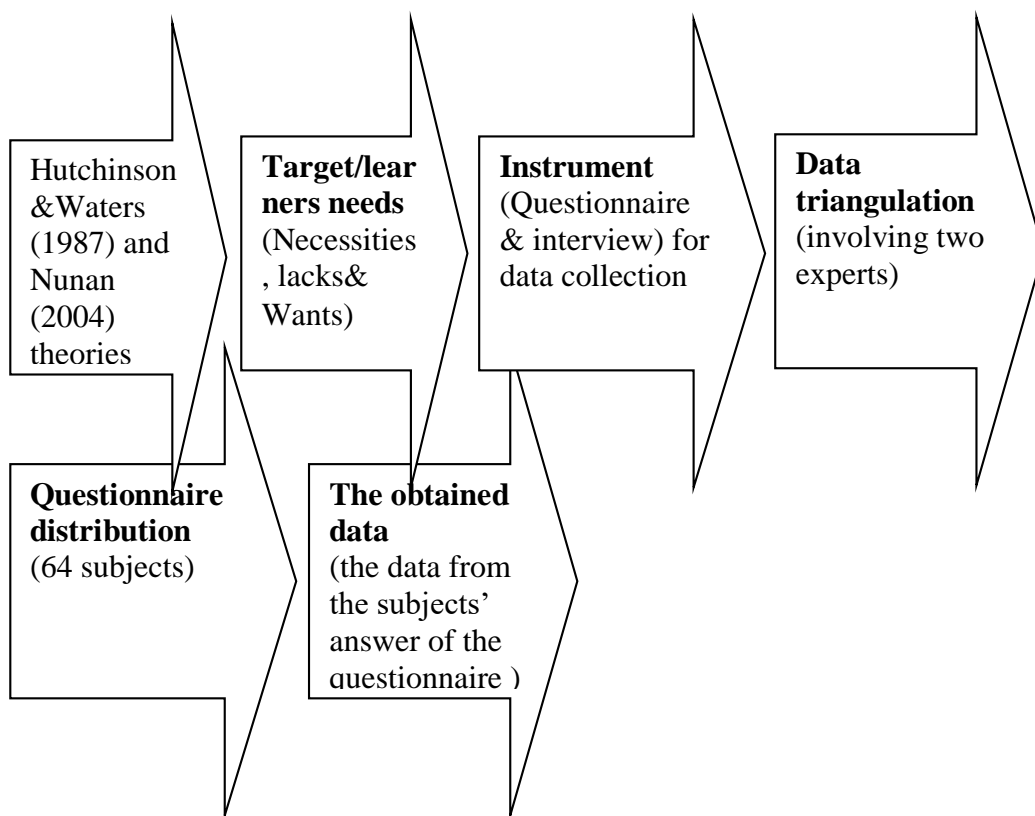 Hutchinson
&Waters
(1987) and
Nunan
(2004)
theories
Target/lear
ners needs
(Necessities
, lacks&
Wants)
Instrument
(Questionnaire
& interview) for
data collection
Data
triangulation
(involving two
experts)
Questionnaire
distribution
(64 subjects)
The obtained
data
(the data from
the subjects’
answer of the
questionnaire )